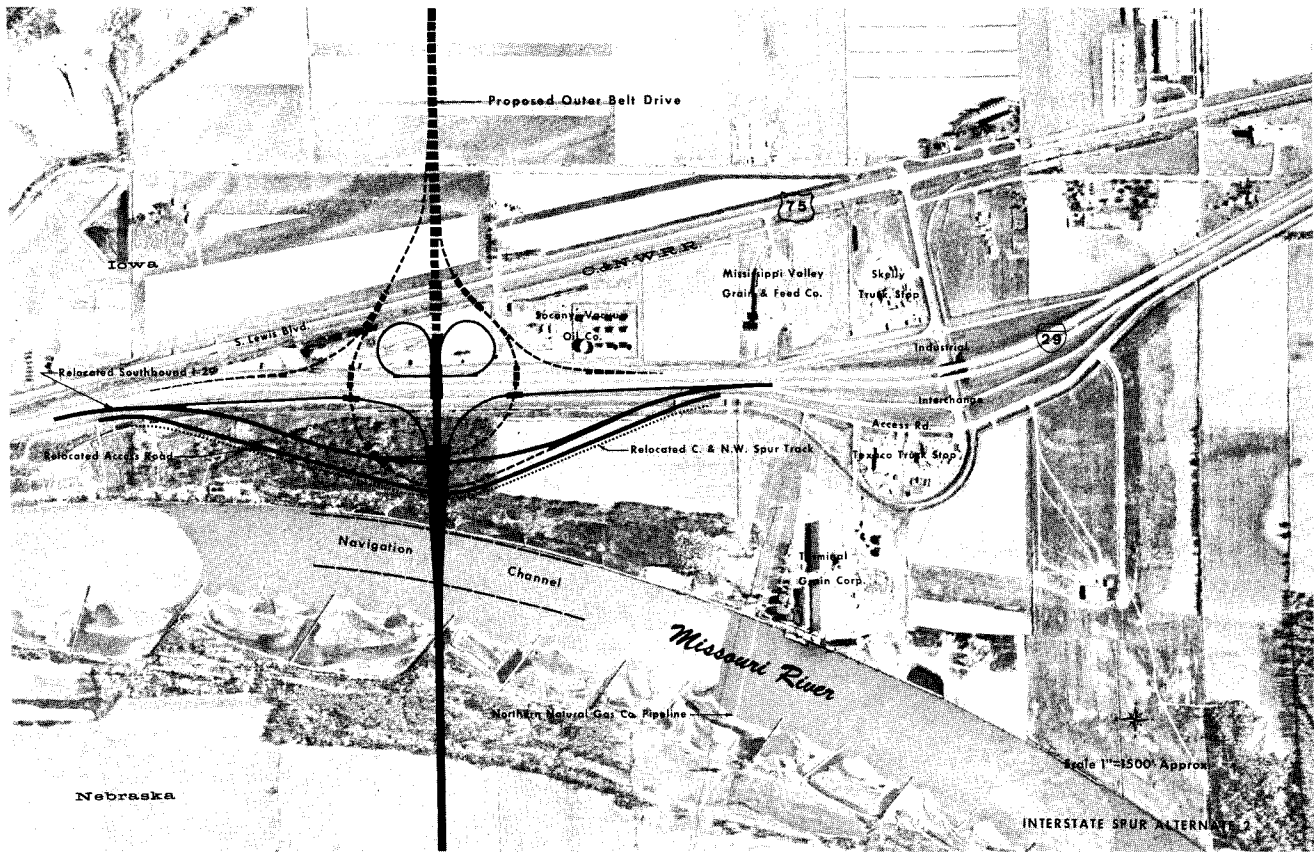 Proposed Outer Belt Drive
75
Iowa
C.&N.W.R.R.
Mississippi Valley
Grain & Feed Co.
Skelly
Truck Stop
Socony-Vacuum
Oil Co.
S. Lewis Blvd.
29
Industrial
Interchange
Relocated Southbound I-29
Access Rd.
Relocated Access Road
Relocated C. & N.W. Spur Track
Texaco Truck Stop
Navigation
Channel
Terminal
Grain Corp.
Missouri River
Northern Natural Gas Co. Pipeline
Scale 1"=1500' Approx
Nebraska
INTERSTATE SPUR ALTERNATE